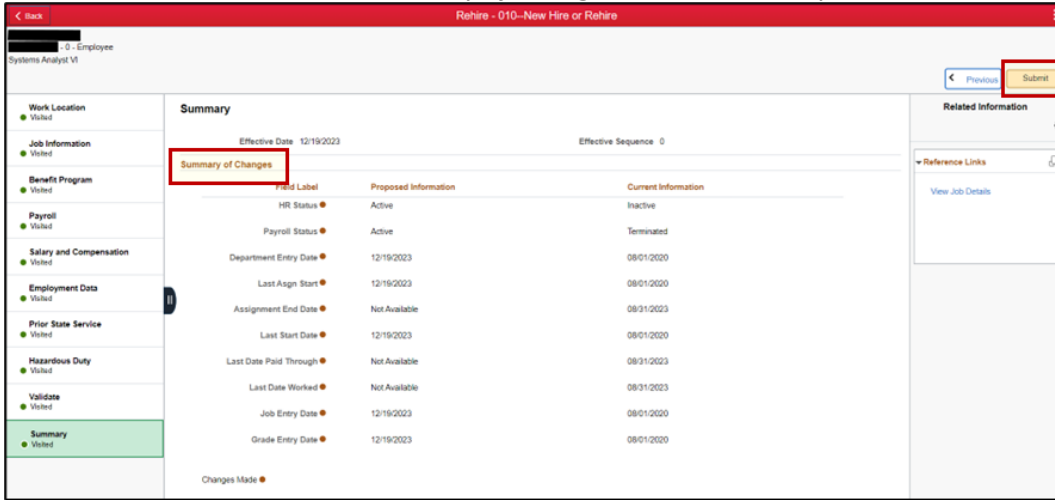 Back
Rehire - 010--New Hire or Rehire
- 0 - Employee
Systems Analyst VI
Previous
Submit
Work Location
Visited
Job Information
Visited
Benefit Program
Visited
Payroll
Visited
Salary and Compensation
Visited
Employment Data
Visited
Prior State Service
Visited
Hazardous Duty
Visited
Validate
Visited
Summary
Visited
Summary
Effective Date 12/19/2023 Effective Sequence 0
Summary of Changes
Field Label Proposed Information Current Information
HR Status Active Inactive
Payroll Status Active Terminated
Department Entry Date 12/19/2023 08/01/2020
Last Asgn Start 12/19/2023 08/01/2020
Assignment End Date Not Available 08/31/2023
Last Start Date 12/19/2023 08/01/2020
Last Date Paid Through Not Available 08/31/2023
Last Date Worked Not Available 08/31/2023
Job Entry Date 12/19/2023 08/01/2020
Grade Entry Date 12/19/2023 08/01/2020
Changes Made
Related Information
Reference Links
View Job Details